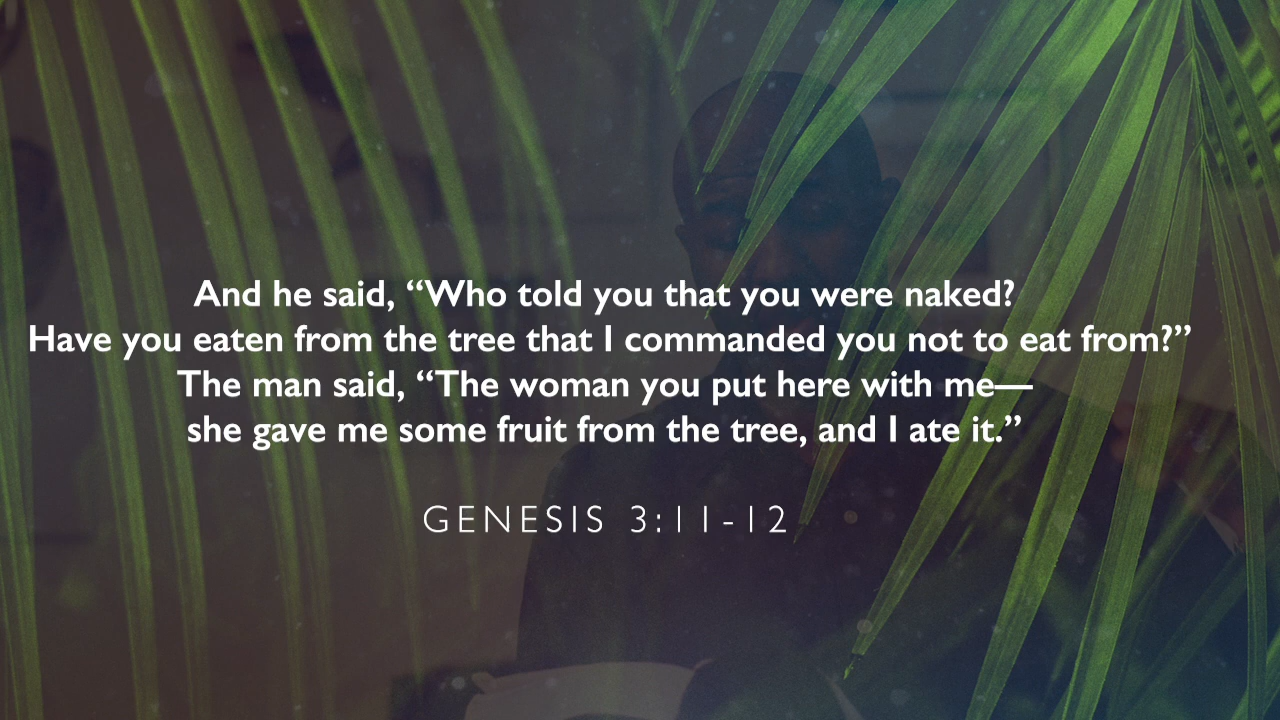 And he said, “Who told you that you were naked?
Have you eaten from the tree that I commanded you not to eat from?”
The man said, “The woman you put here with me—
she gave me some fruit from the tree, and I ate it.”
GENESIS 3:11-12